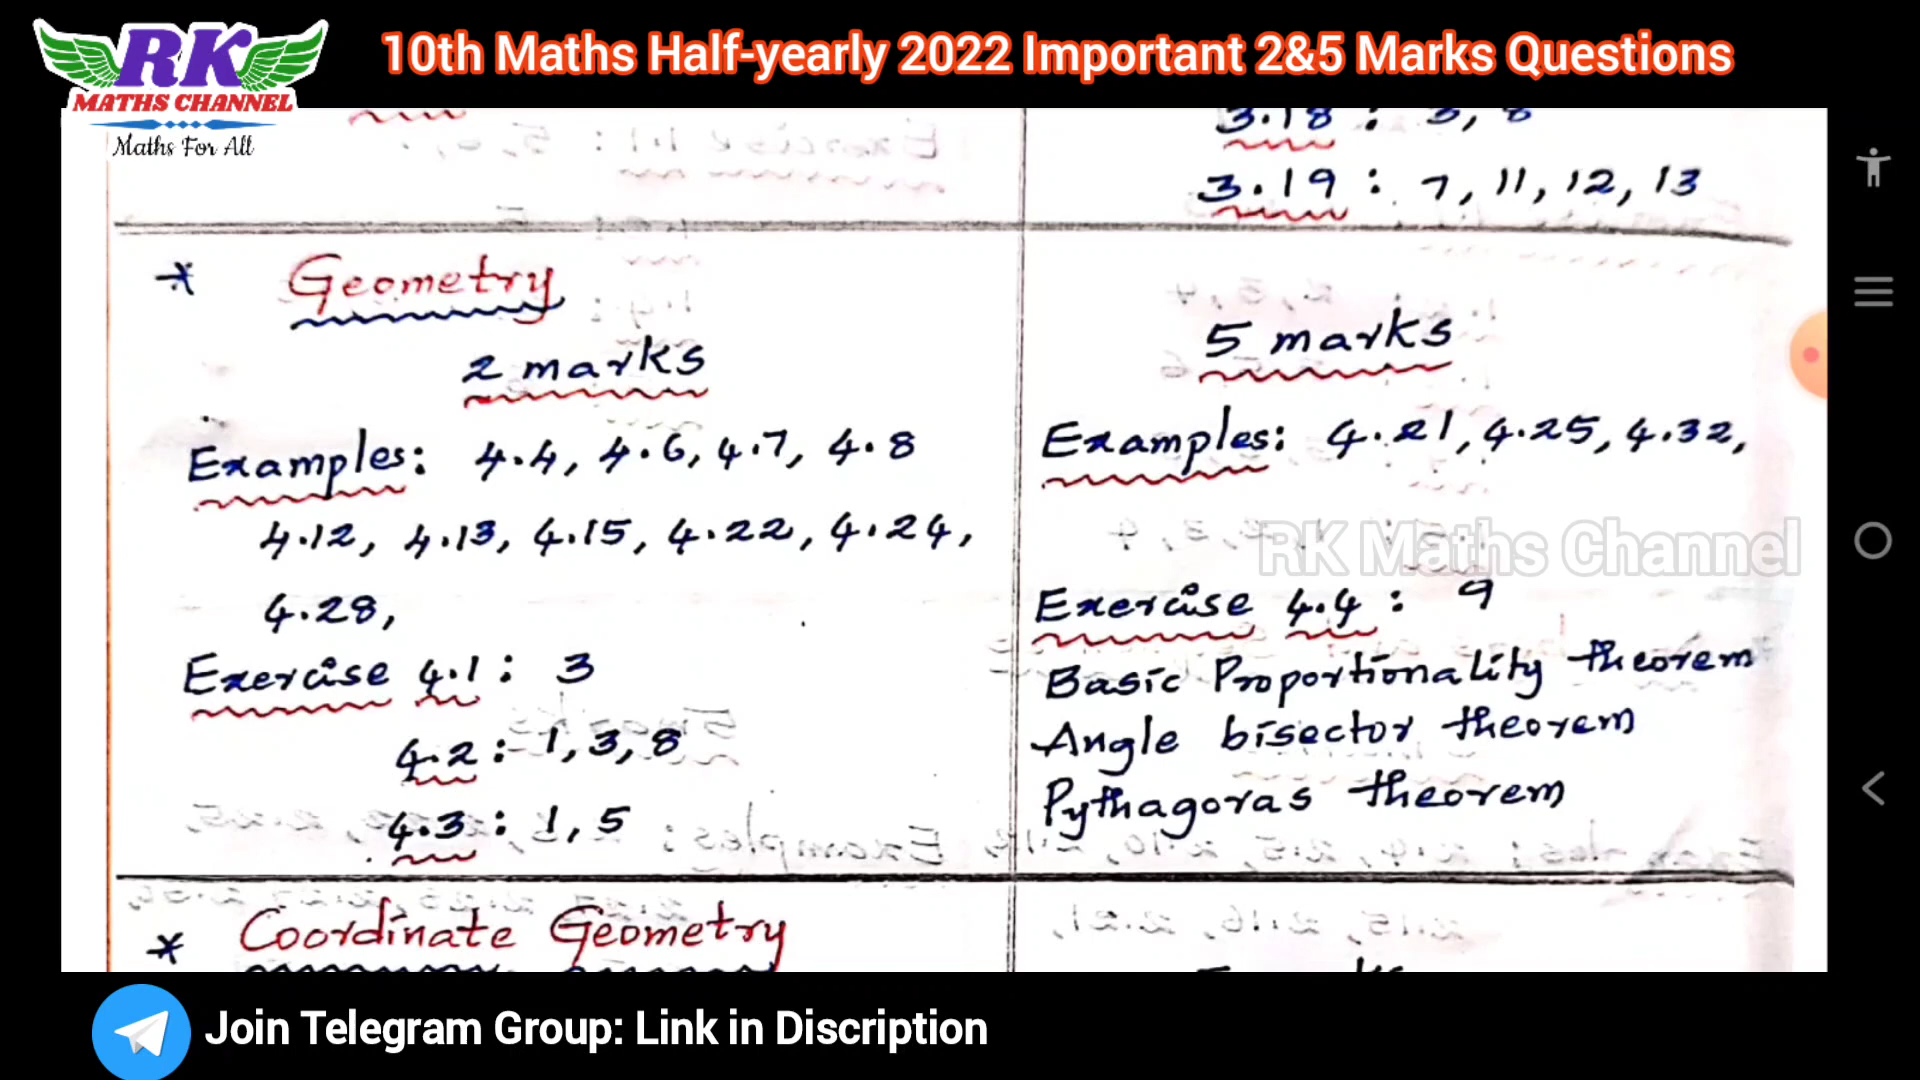 RK
MATHS CHANNEL
Maths For All
10th Maths Half-yearly 2022 Important 2&5 Marks Questions
3.18 : 3, 8
3.19 : 7, 11, 12, 13
* Geometry
2 marks
Examples: 4.4, 4.6, 4.7, 4.8
4.12, 4.13, 4.15, 4.22, 4.24,
4.28,
Exercise 4.1 : 3
4.2 : 1, 3, 8
4.3 : 1, 5
5 marks
Examples: 4.21, 4.25, 4.32,
RK Maths Channel
Exercise 4.4 : 9
Basic Proportionality theorem
Angle bisector theorem
Pythagoras theorem
* Coordinate Geometry
Join Telegram Group: Link in Discription